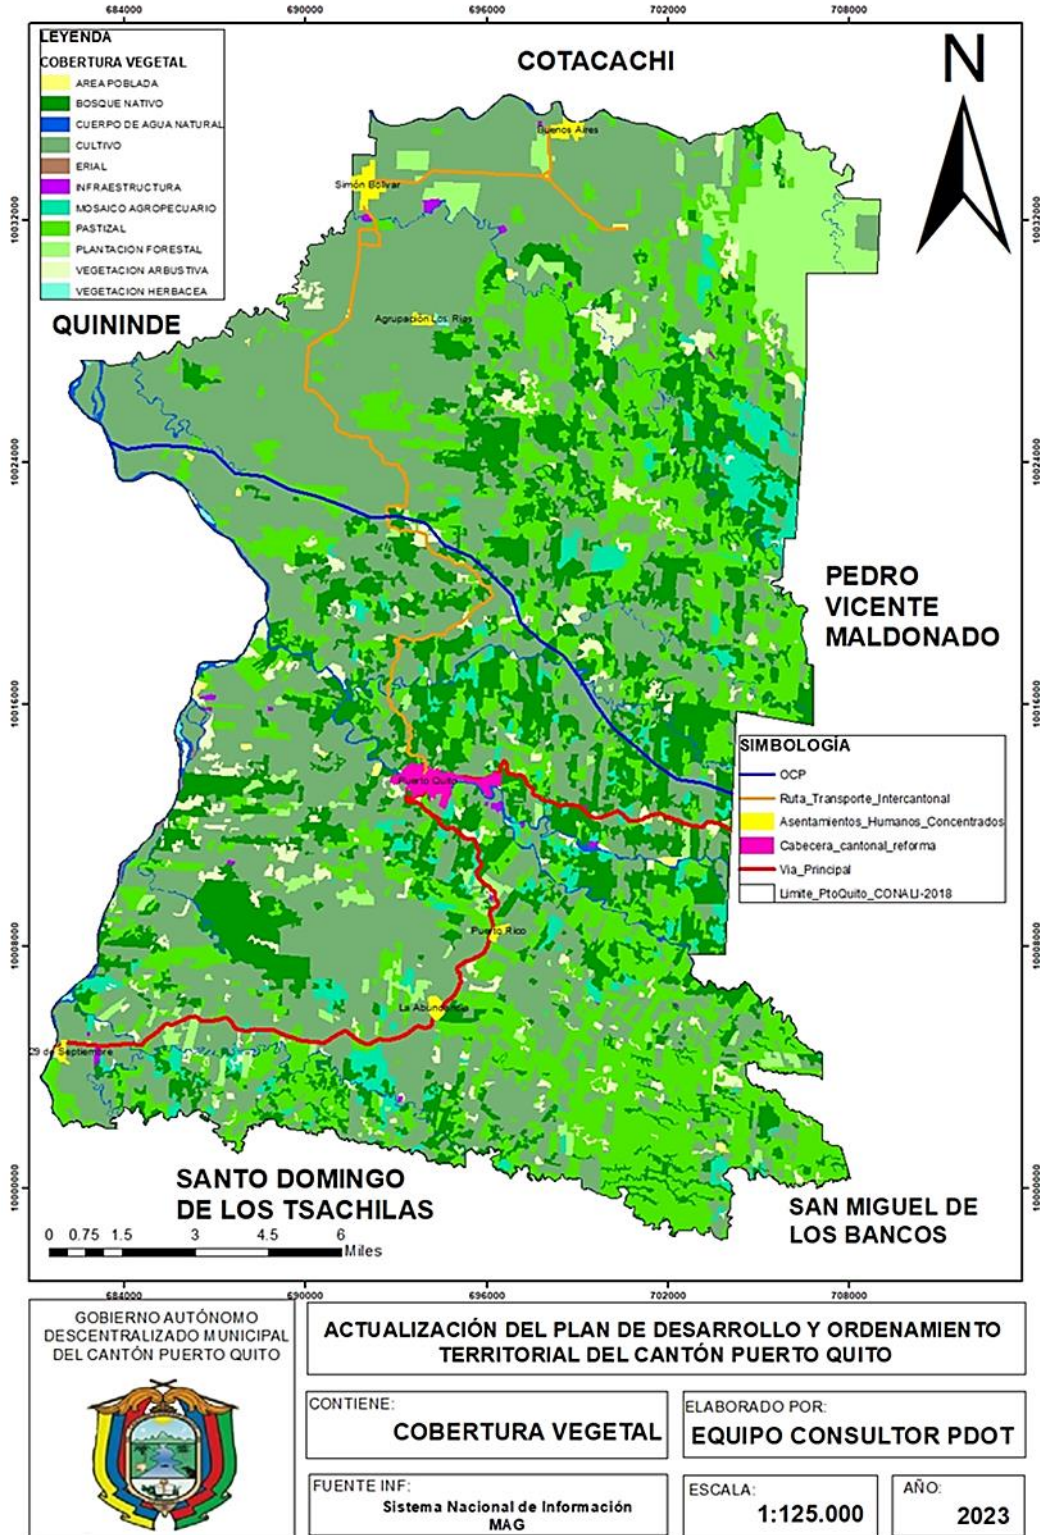 684000 690000 696000 702000 708000
LEYENDA
COBERTURA VEGETAL
AREA POBLADA
BOSQUE NATIVO
CUERPO DE AGUA NATURAL
CULTIVO
ERIAL
INFRAESTRUCTURA
MOSAICO AGROPECUARIO
PASTIZAL
PLANTACION FORESTAL
VEGETACION ARBUSTIVA
VEGETACION HERBACEA
COTACACHI
N
Buenos Aires
Simón Bolívar
10032000 10032000
QUININDE
Agrupación Los Ríos
10024000 10024000
PEDRO
VICENTE
MALDONADO
10016000 10016000
SIMBOLOGÍA
OCP
Ruta_Transporte_Intercantonal
Asentamientos_Humanos_Concentrados
Cabecera_cantonal_reforma
Via_Principal
Limite_PtoQuito_CONALI-2018
Puerto Quito
Puerto Rico
10008000 10008000
La Abundancia
29 de Septiembre
10000000 10000000
SANTO DOMINGO
DE LOS TSACHILAS
SAN MIGUEL DE
LOS BANCOS
0 0.75 1.5 3 4.5 6
Miles
684000 690000 696000 702000 708000
GOBIERNO AUTÓNOMO
DESCENTRALIZADO MUNICIPAL
DEL CANTÓN PUERTO QUITO
ACTUALIZACIÓN DEL PLAN DE DESARROLLO Y ORDENAMIENTO
TERRITORIAL DEL CANTÓN PUERTO QUITO
CONTIENE:
COBERTURA VEGETAL
ELABORADO POR:
EQUIPO CONSULTOR PDOT
FUENTE INF:
Sistema Nacional de Información
MAG
ESCALA:
1:125.000
AÑO:
2023